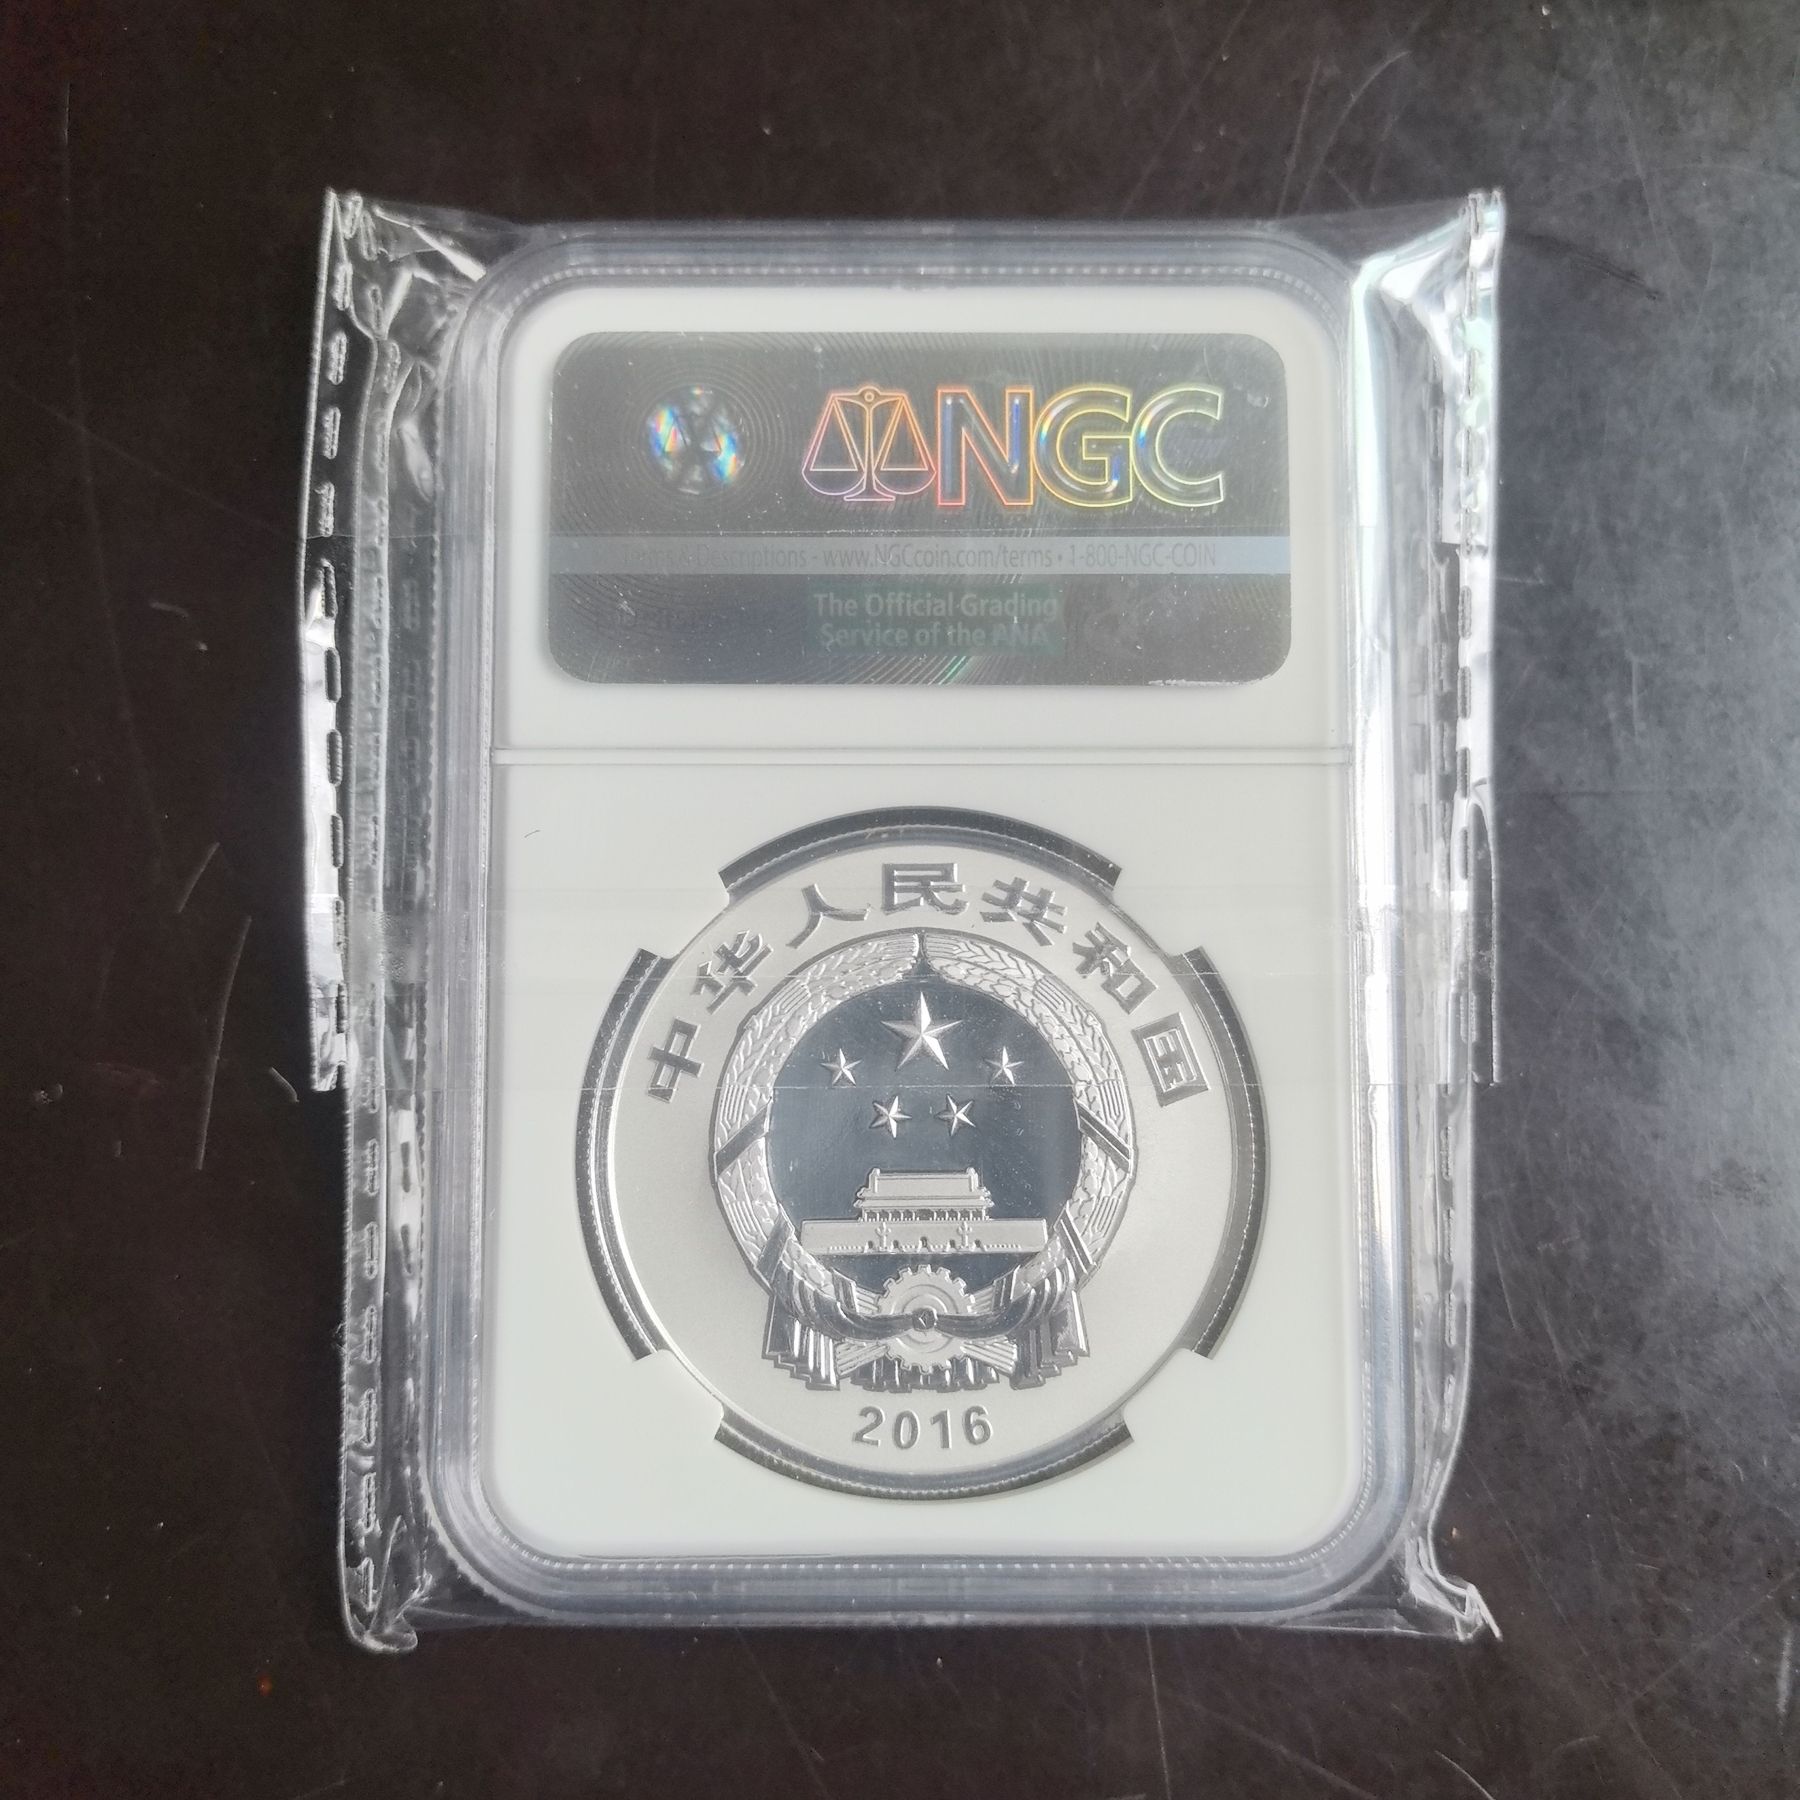 NGC
Terms & Descriptions - www.NGCcoin.com/terms • 1-800-NGC-COIN
The Official Grading
Service of the ANA
中华人民共和国
2016